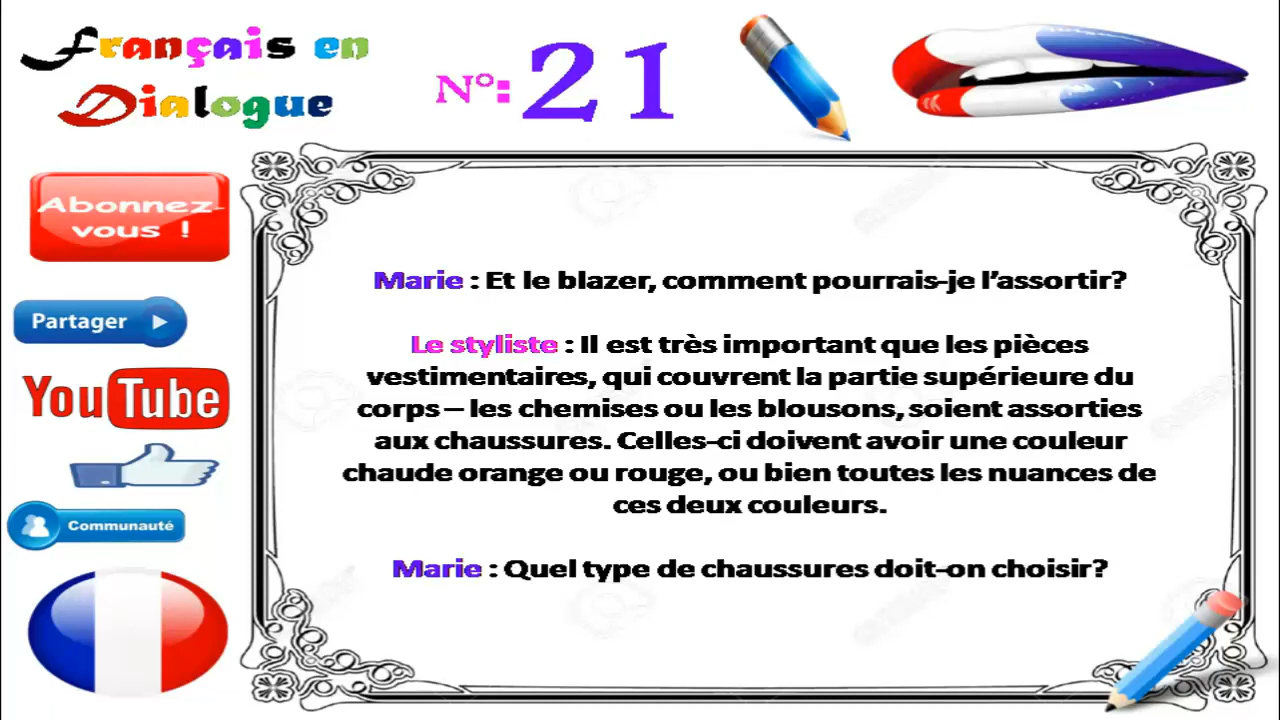 Français en
Dialogue
N°: 21
Abonnez-
vous !
Partager
YouTube
Communauté
Marie : Et le blazer, comment pourrais-je l’assortir?
Le styliste : Il est très important que les pièces
vestimentaires, qui couvrent la partie supérieure du
corps – les chemises ou les blousons, soient assorties
aux chaussures. Celles-ci doivent avoir une couleur
chaude orange ou rouge, ou bien toutes les nuances de
ces deux couleurs.
Marie : Quel type de chaussures doit-on choisir?